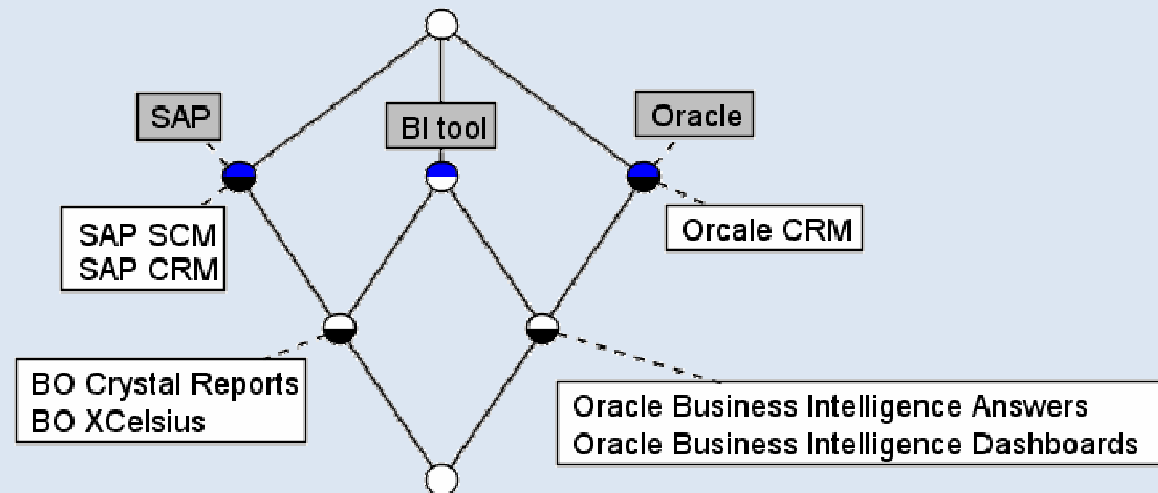 SAP
BI tool
Oracle
SAP SCM
SAP CRM
Orcale CRM
BO Crystal Reports
BO XCelsius
Oracle Business Intelligence Answers
Oracle Business Intelligence Dashboards